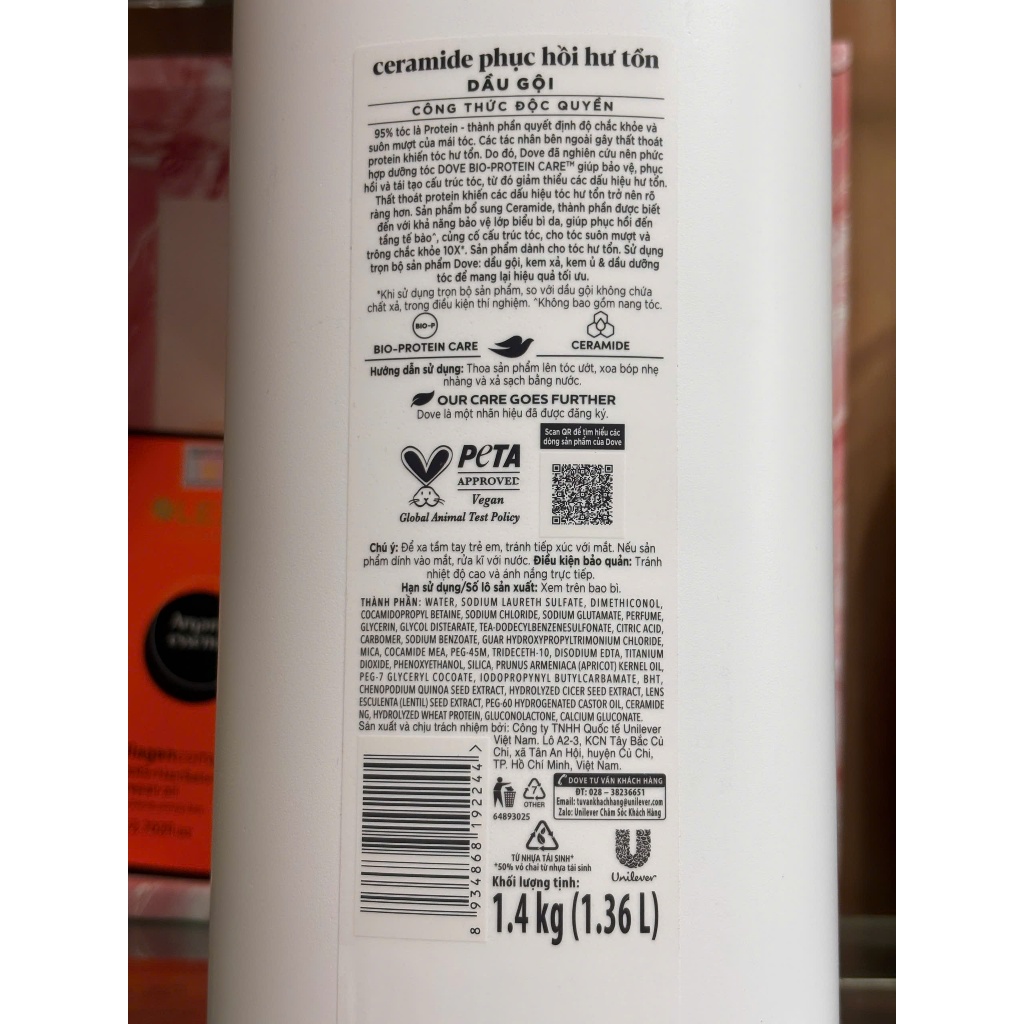 ceramide phục hồi hư tổn
DẦU GỘI
CÔNG THỨC ĐỘC QUYỀN
95% tóc là Protein - thành phần quyết định độ chắc khỏe và
suôn mượt của mái tóc. Các tác nhân bên ngoài gây thất thoát
protein khiến tóc hư tổn. Do đó, Dove đã nghiên cứu nên phức
hợp dưỡng tóc DOVE BIO-PROTEIN CARE™ giúp bảo vệ, phục
hồi và tái tạo cấu trúc tóc, từ đó giảm thiểu các dấu hiệu hư tổn.
Thất thoát protein khiến các dấu hiệu tóc hư tổn trở nên rõ
ràng hơn. Sản phẩm bổ sung Ceramide, thành phần được biết
đến với khả năng bảo vệ lớp biểu bì da, giúp phục hồi đến
tầng tế bào^, củng cố cấu trúc tóc, cho tóc suôn mượt và
trông chắc khỏe 10X*. Sản phẩm dành cho tóc hư tổn. Sử dụng
trọn bộ sản phẩm Dove: dầu gội, kem xả, kem ủ & dầu dưỡng
tóc để mang lại hiệu quả tối ưu.
*Khi sử dụng trọn bộ sản phẩm, so với dầu gội không chứa
chất xả, trong điều kiện thí nghiệm. ^Không bao gồm nang tóc.
BIO-P
BIO-PROTEIN CARE
CERAMIDE
Hướng dẫn sử dụng: Thoa sản phẩm lên tóc ướt, xoa bóp nhẹ
nhàng và xả sạch bằng nước.
OUR CARE GOES FURTHER
Dove là một nhãn hiệu đã được đăng ký.
Scan QR để tìm hiểu các
dòng sản phẩm của Dove
PETA
APPROVED
Vegan
Global Animal Test Policy
Chú ý: Để xa tầm tay trẻ em, tránh tiếp xúc với mắt. Nếu sản
phẩm dính vào mắt, rửa kĩ với nước. Điều kiện bảo quản: Tránh
nhiệt độ cao và ánh nắng trực tiếp.
Hạn sử dụng/Số lô sản xuất: Xem trên bao bì.
THÀNH PHẦN: WATER, SODIUM LAURETH SULFATE, DIMETHICONOL,
COCAMIDOPROPYL BETAINE, SODIUM CHLORIDE, SODIUM GLUTAMATE, PERFUME,
GLYCERIN, GLYCOL DISTEARATE, TEA-DODECYLBENZENESULFONATE, CITRIC ACID,
CARBOMER, SODIUM BENZOATE, GUAR HYDROXYPROPYLTRIMONIUM CHLORIDE,
MICA, COCAMIDE MEA, PEG-45M, TRIDECETH-10, DISODIUM EDTA, TITANIUM
DIOXIDE, PHENOXYETHANOL, SILICA, PRUNUS ARMENIACA (APRICOT) KERNEL OIL,
PEG-7 GLYCERYL COCOATE, IODOPROPYNYL BUTYLCARBAMATE, BHT,
CHENOPODIUM QUINOA SEED EXTRACT, HYDROLYZED CICER SEED EXTRACT, LENS
ESCULENTA (LENTIL) SEED EXTRACT, PEG-60 HYDROGENATED CASTOR OIL, CERAMIDE
NG, HYDROLYZED WHEAT PROTEIN, GLUCONOLACTONE, CALCIUM GLUCONATE.
Sản xuất và chịu trách nhiệm bởi: Công ty TNHH Quốc tế Unilever
Việt Nam. Lô A2-3, KCN Tây Bắc Củ
Chi, xã Tân An Hội, huyện Củ Chi,
TP. Hồ Chí Minh, Việt Nam.
8 934868 192244 >
7
OTHER
64893025
DOVE TƯ VẤN KHÁCH HÀNG
ĐT: 028 – 38236651
Email: tuvankhachhang@unilever.com
Zalo: Unilever Chăm Sóc Khách Hàng
TỪ NHỰA TÁI SINH*
*50% vỏ chai từ nhựa tái sinh
Unilever
Khối lượng tịnh:
1.4 kg (1.36 L)